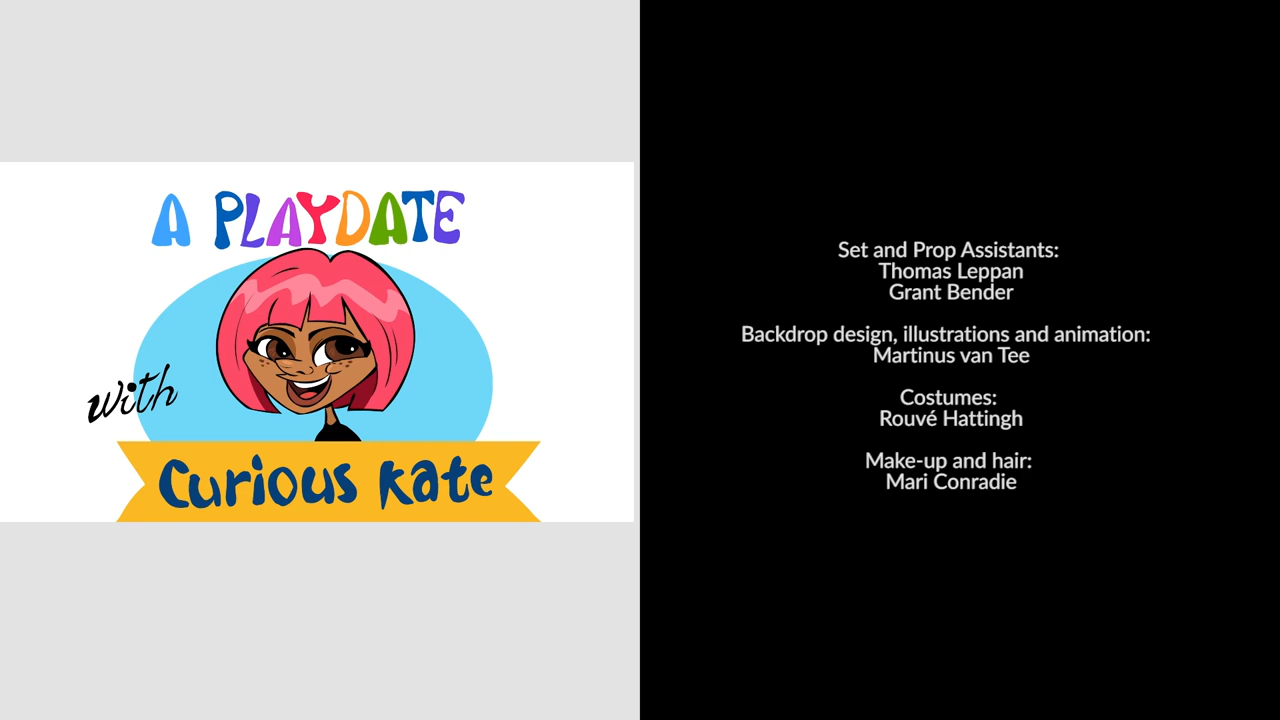 A PLAYDATE
with
Curious Kate
Set and Prop Assistants:
Thomas Leppan
Grant Bender
Backdrop design, illustrations and animation:
Martinus van Tee
Costumes:
Rouvé Hattingh
Make-up and hair:
Mari Conradie